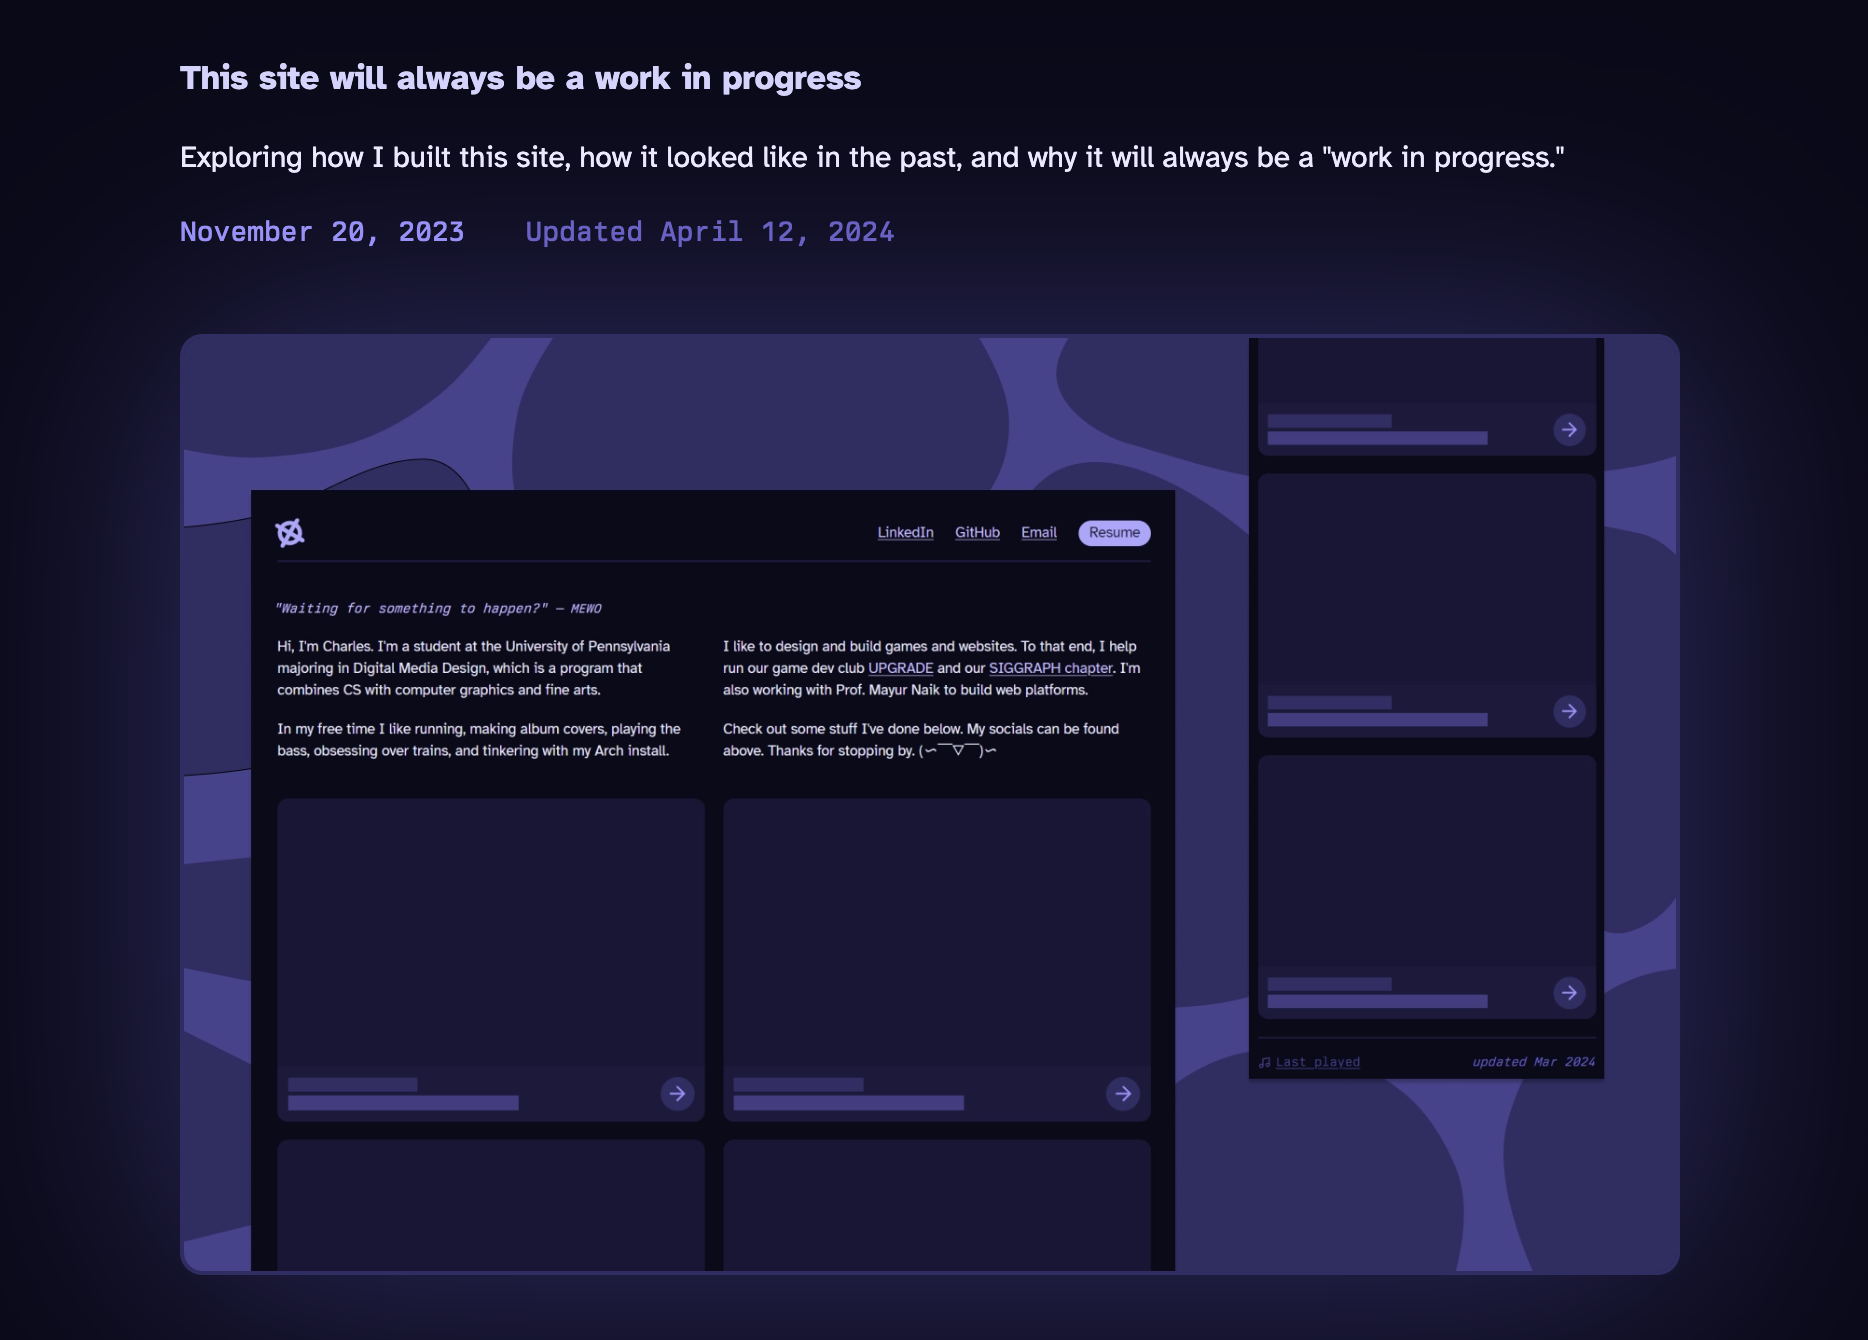 This site will always be a work in progress
Exploring how I built this site, how it looked like in the past, and why it will always be a "work in progress."
November 20, 2023 Updated April 12, 2024
LinkedIn GitHub Email Resume
"Waiting for something to happen?" — MEWO
Hi, I'm Charles. I'm a student at the University of Pennsylvania
majoring in Digital Media Design, which is a program that
combines CS with computer graphics and fine arts.
In my free time I like running, making album covers, playing the
bass, obsessing over trains, and tinkering with my Arch install.
I like to design and build games and websites. To that end, I help
run our game dev club UPGRADE and our SIGGRAPH chapter. I'm
also working with Prof. Mayur Naik to build web platforms.
Check out some stuff I've done below. My socials can be found
above. Thanks for stopping by. (∽￣▽￣)∽
Last played updated Mar 2024